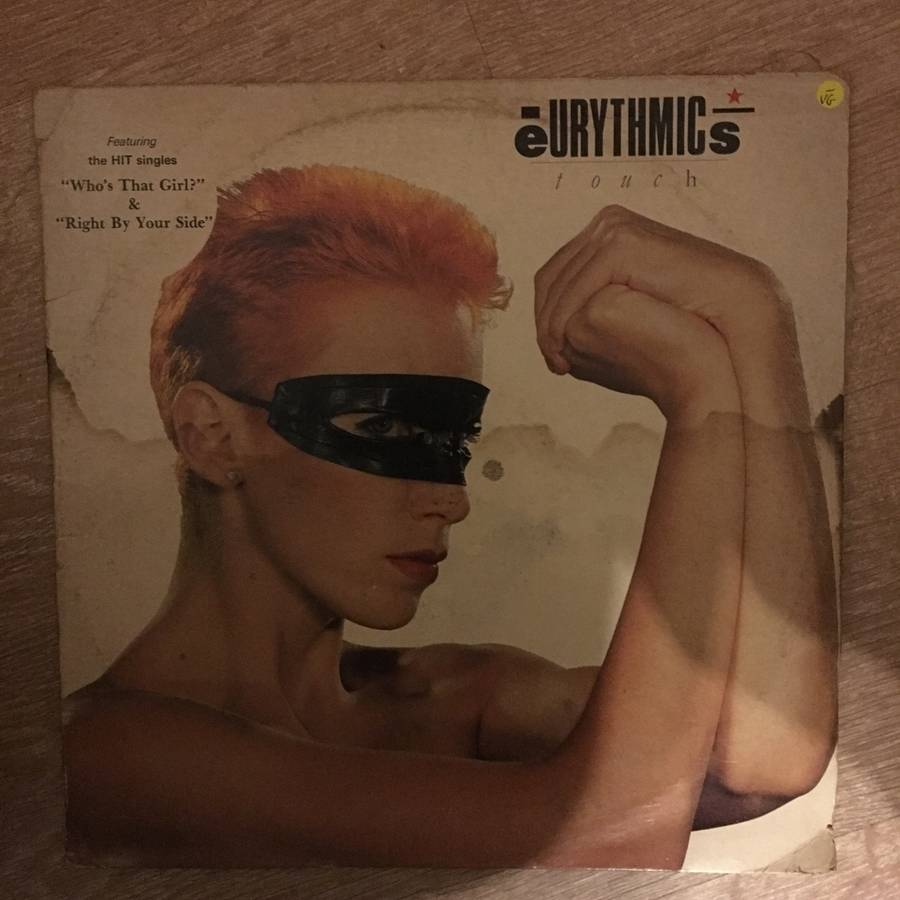 Featuring
the HIT singles
“Who's That Girl?”
&
“Right By Your Side”
eURYTHMICs
touch
VG-